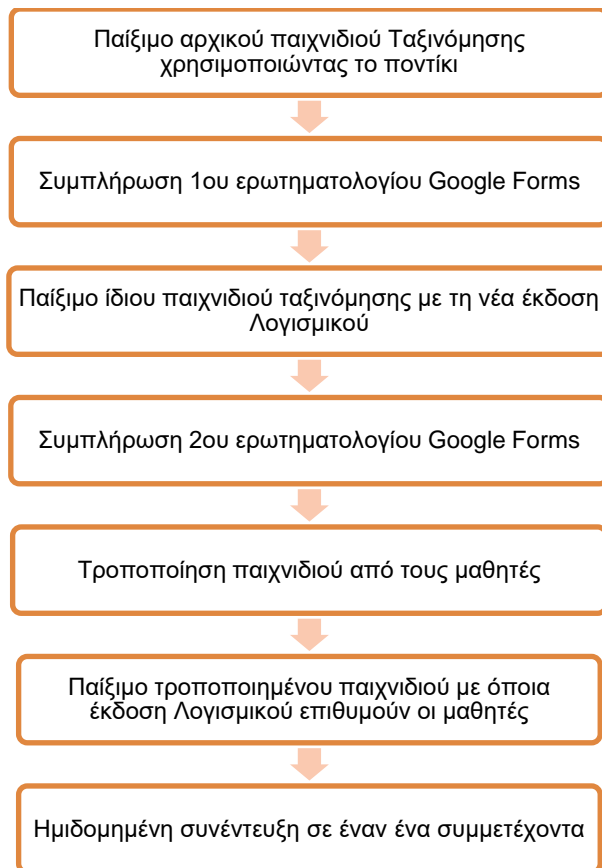 Παίξιμο αρχικού παιχνιδιού Ταξινόμησης
χρησιμοποιώντας το ποντίκι
Συμπλήρωση 1ου ερωτηματολογίου Google Forms
Παίξιμο ίδιου παιχνιδιού ταξινόμησης με τη νέα έκδοση
Λογισμικού
Συμπλήρωση 2ου ερωτηματολογίου Google Forms
Τροποποίηση παιχνιδιού από τους μαθητές
Παίξιμο τροποποιημένου παιχνιδιού με όποια
έκδοση Λογισμικού επιθυμούν οι μαθητές
Ημιδομημένη συνέντευξη σε έναν ένα συμμετέχοντα